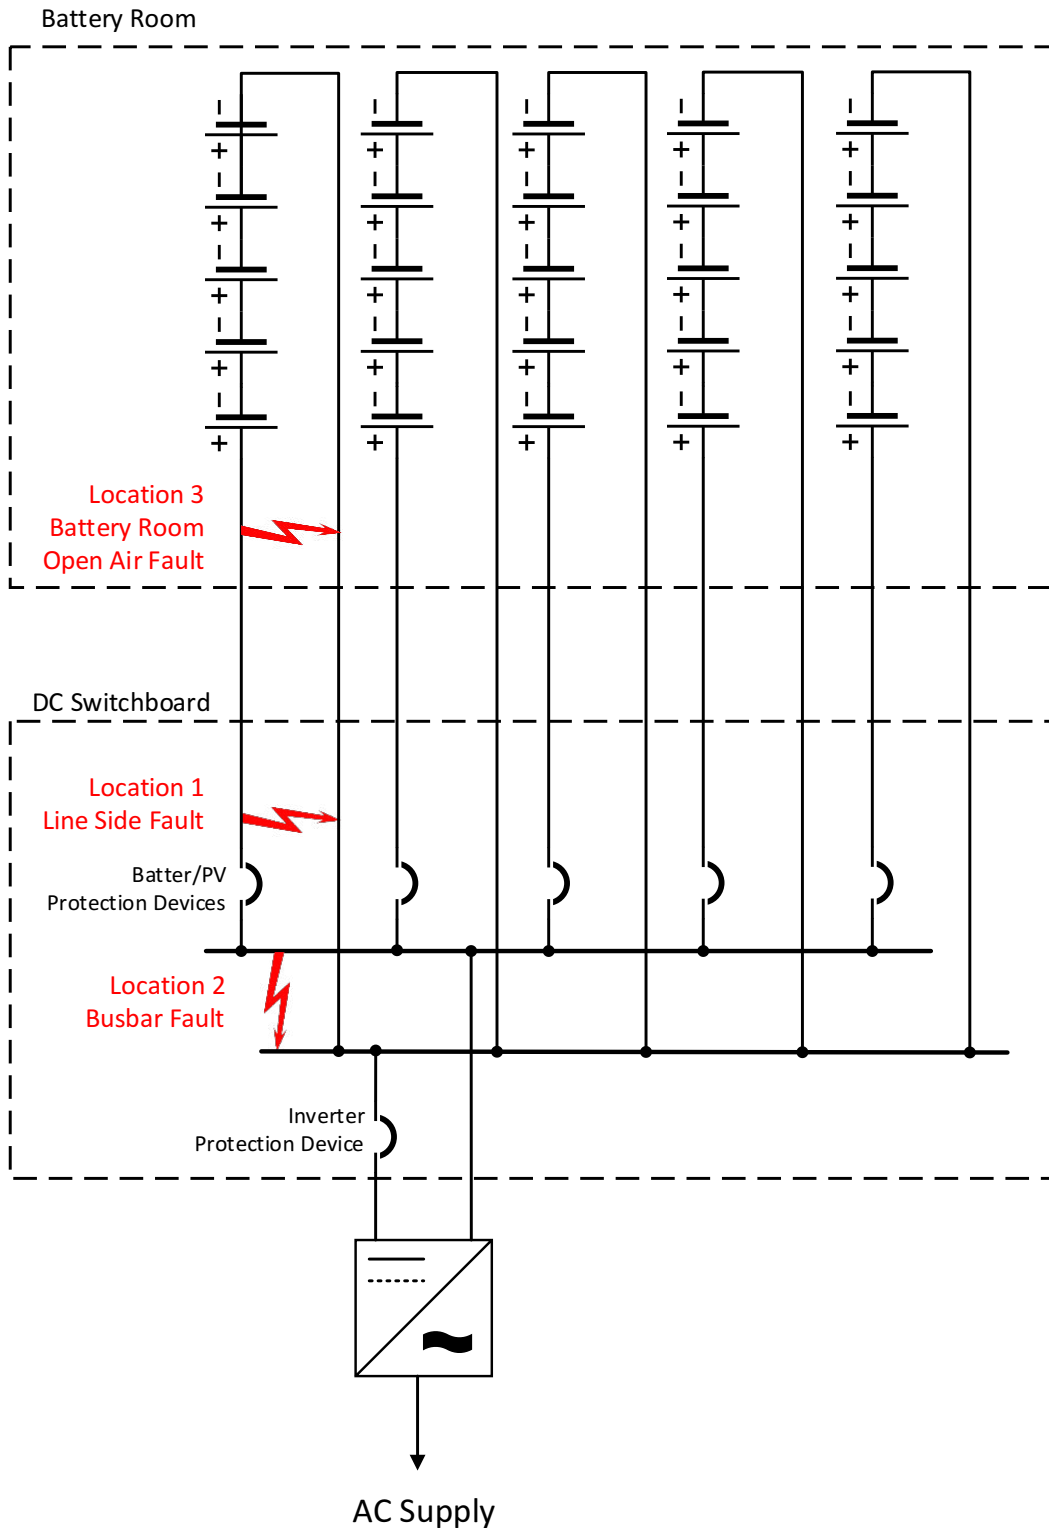 Battery Room
Location 3
Battery Room
Open Air Fault
DC Switchboard
Location 1
Line Side Fault
Batter/PV
Protection Devices
Location 2
Busbar Fault
Inverter
Protection Device
AC Supply